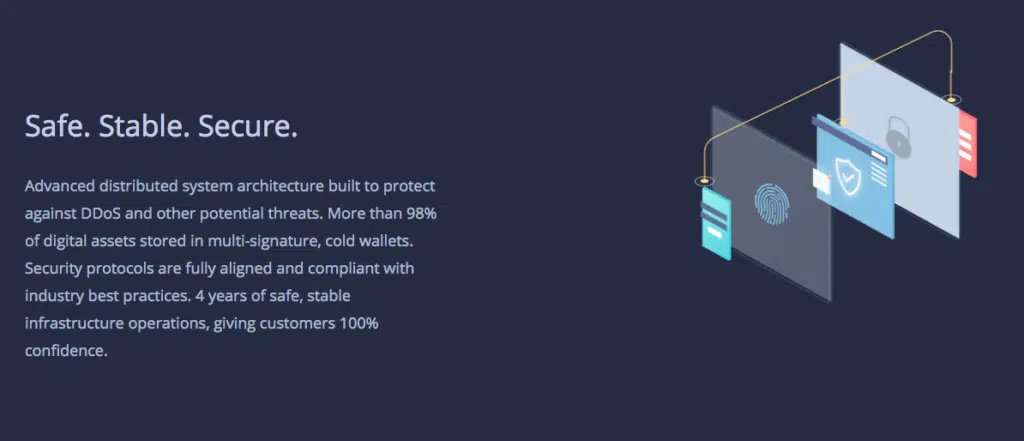 Safe. Stable. Secure.
Advanced distributed system architecture built to protect
against DDoS and other potential threats. More than 98%
of digital assets stored in multi-signature, cold wallets.
Security protocols are fully aligned and compliant with
industry best practices. 4 years of safe, stable
infrastructure operations, giving customers 100%
confidence.